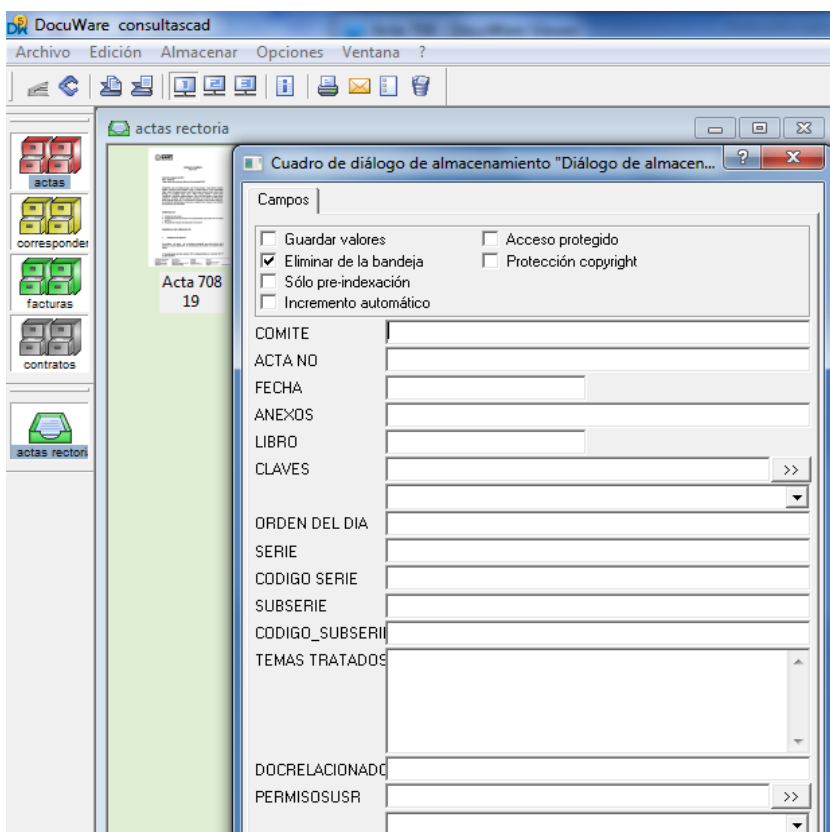 DocuWare consultascad
Archivo Edición Almacenar Opciones Ventana ?
actas
corresponder
facturas
contratos
actas rectori
actas rectoria
Acta 708
19
Cuadro de diálogo de almacenamiento "Diálogo de almacen...
Campos
Guardar valores
Acceso protegido
Eliminar de la bandeja
Protección copyright
Sólo pre-indexación
Incremento automático
COMITE
ACTA NO
FECHA
ANEXOS
LIBRO
CLAVES >>
ORDEN DEL DIA
SERIE
CODIGO SERIE
SUBSERIE
CODIGO_SUBSERII
TEMAS TRATADOS
DOCRELACIONADO
PERMISOSUSR >>